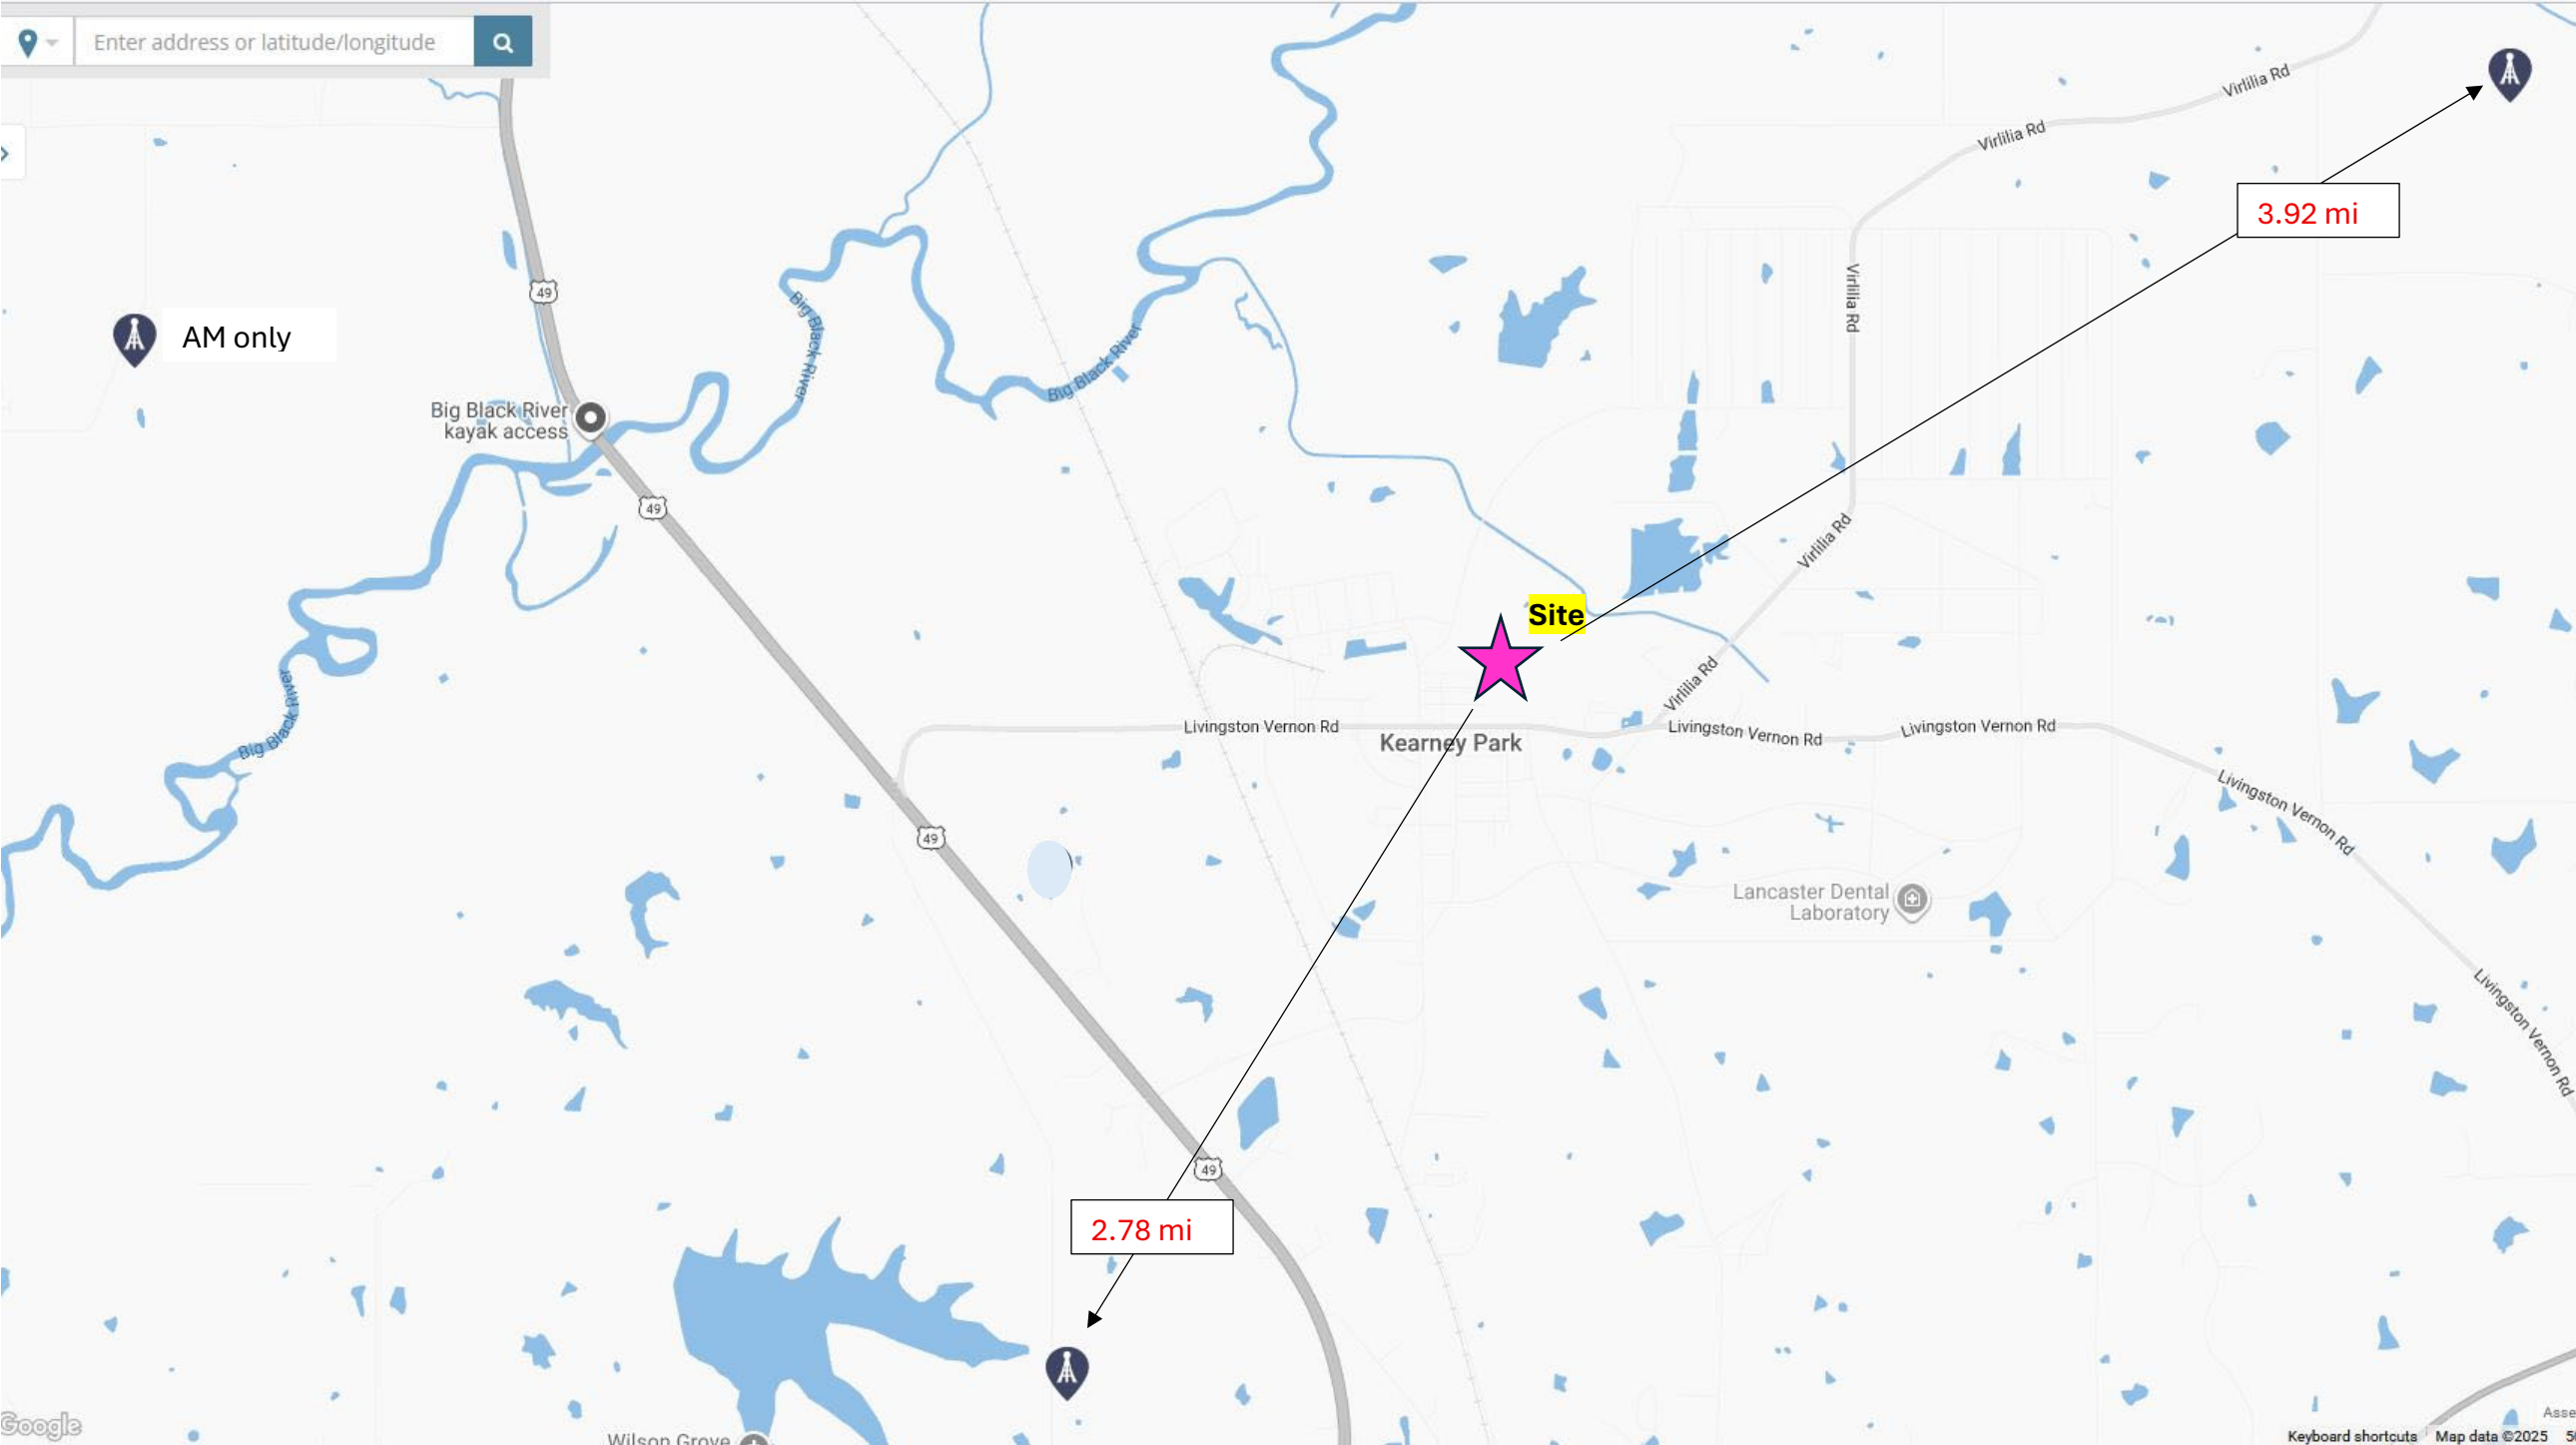 Enter address or latitude/longitude
Virlilia Rd
Virlilia Rd
3.92 mi
49
Virlilia Rd
Big Black River
AM only
Big Black River
Big Black River
kayak access
49
Virlilia Rd
Site
Virlilia Rd
Big Black River
Livingston Vernon Rd
Livingston Vernon Rd
Livingston Vernon Rd
Kearney Park
Livingston Vernon Rd
49
Lancaster Dental
Laboratory
Livingston Vernon Rd
49
2.78 mi
Google
Wilson Grove
Asse
Keyboard shortcuts
Map data ©2025